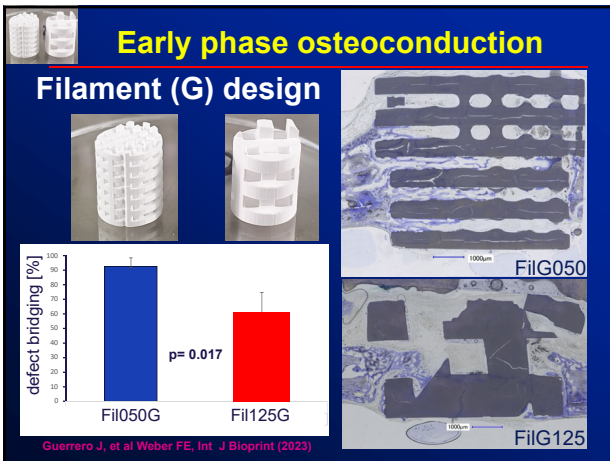 Early phase osteoconduction
Filament (G) design
defect bridging [%]
100
90
80
70
60
50
40
30
20
10
0
p= 0.017
Fil050G
Fil125G
Guerrero J, et al Weber FE, Int J Bioprint (2023)
1000µm
FilG050
1000µm
FilG125